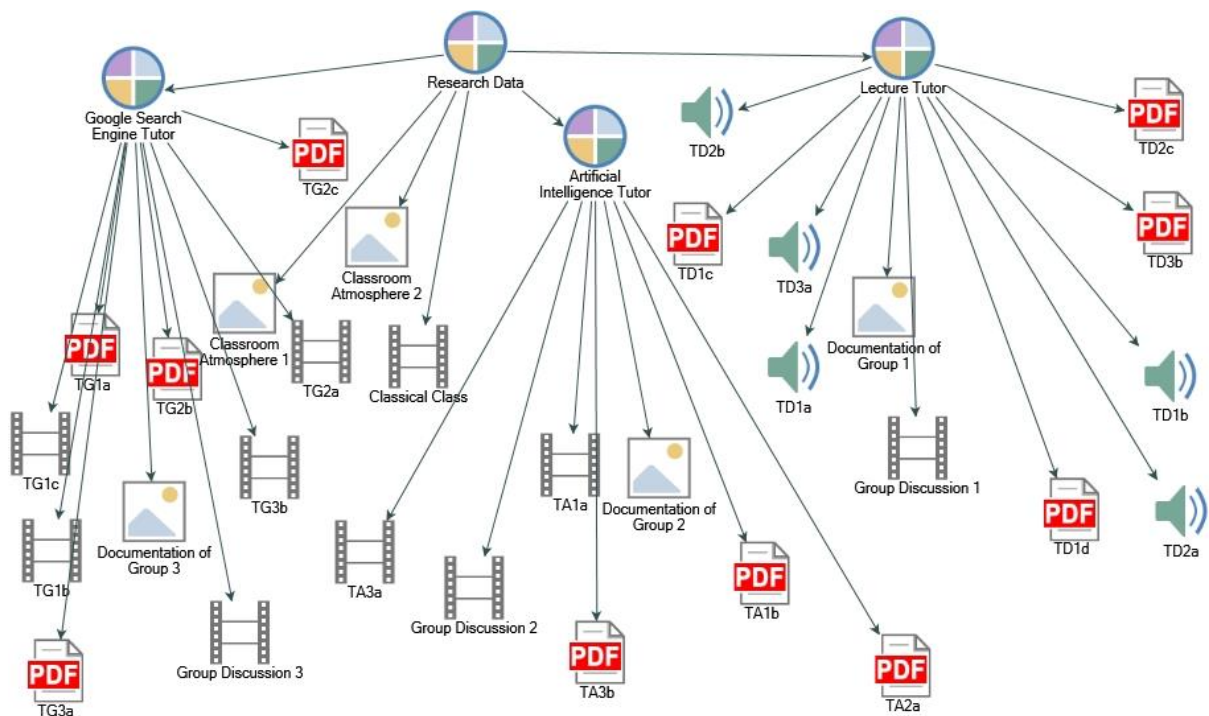 Research Data
Lecture Tutor
Google Search
Engine Tutor
PDF
TG2c
TD2b
PDF
TD2c
Artificial
Intelligence Tutor
PDF
TD1c
TD3a
PDF
TD3b
Classroom
Atmosphere 2
Classroom
Atmosphere 1
PDF
TG1a
PDF
TG2b
TG2a
Classical Class
TD1a
Documentation of
Group 1
TD1b
TG1c
TG3b
TA1a
Documentation of
Group 2
Group Discussion 1
Documentation of
Group 3
PDF
TD1d
TD2a
TG1b
TA3a
Group Discussion 2
PDF
TA1b
Group Discussion 3
PDF
TG3a
PDF
TA3b
PDF
TA2a